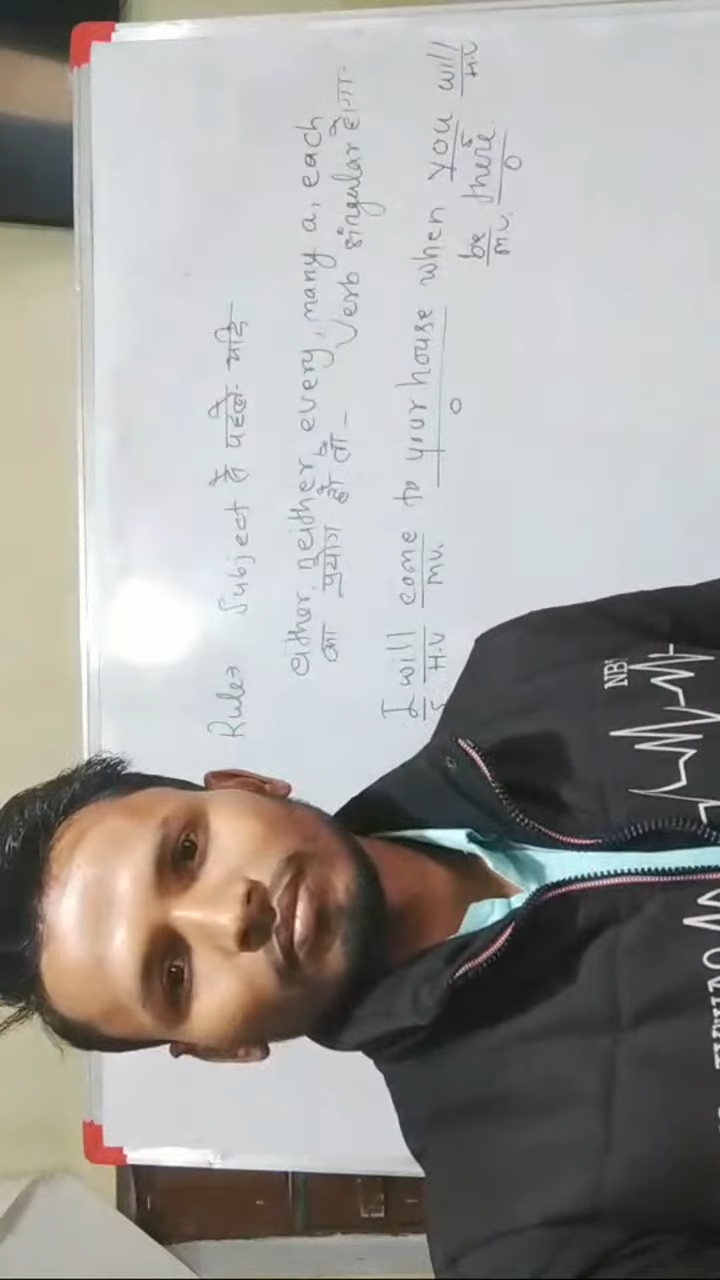 Rule→ Subject से पहले यदि
either, neither, every, many a, each
का प्रयोग हो तो – Verb singular होगा.
I will come to your house when you will
S H.V M.V. O S H.V
be there.
M.V. O
NB